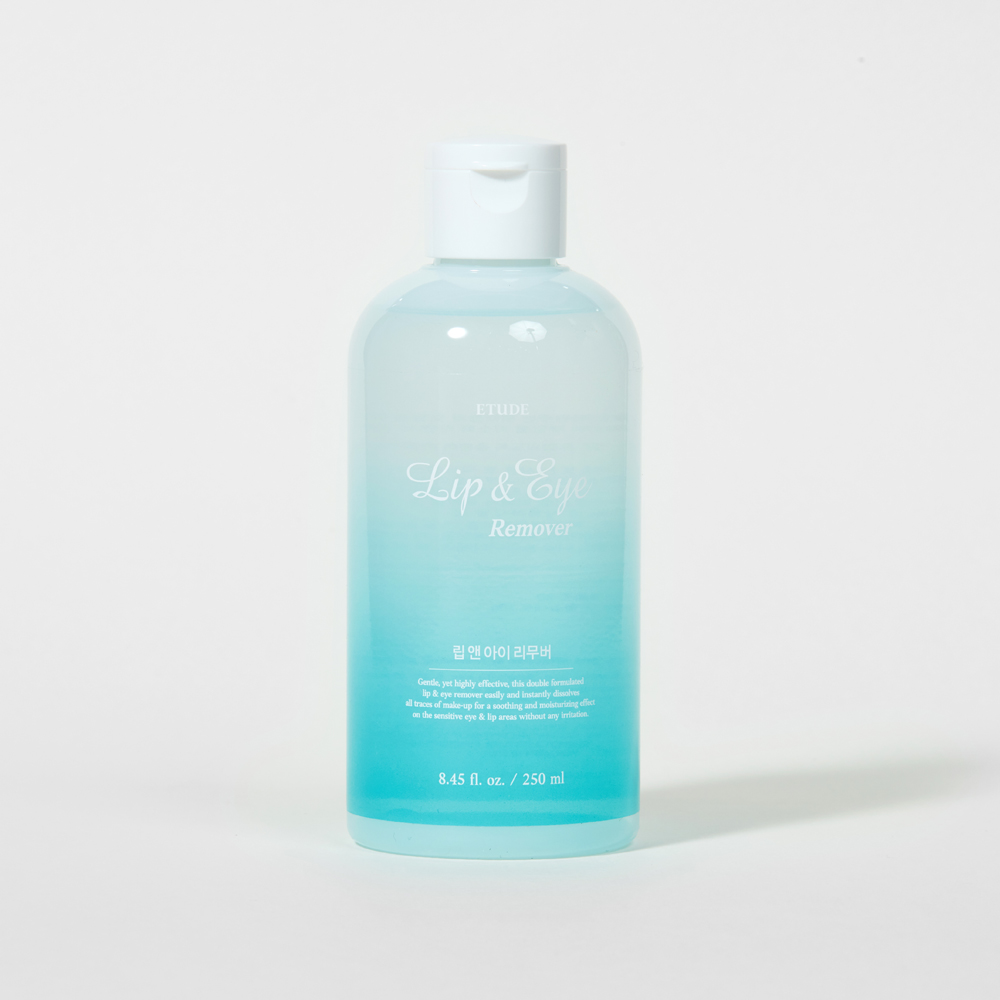 ETUDE
Lip & Eye
Remover
립 앤 아이 리무버
Gentle, yet highly effective, this double formulated
lip & eye remover easily and instantly dissolves
all traces of make-up for a soothing and moisturizing effect
on the sensitive eye & lip areas without any irritation.
8.45 fl. oz. / 250 ml